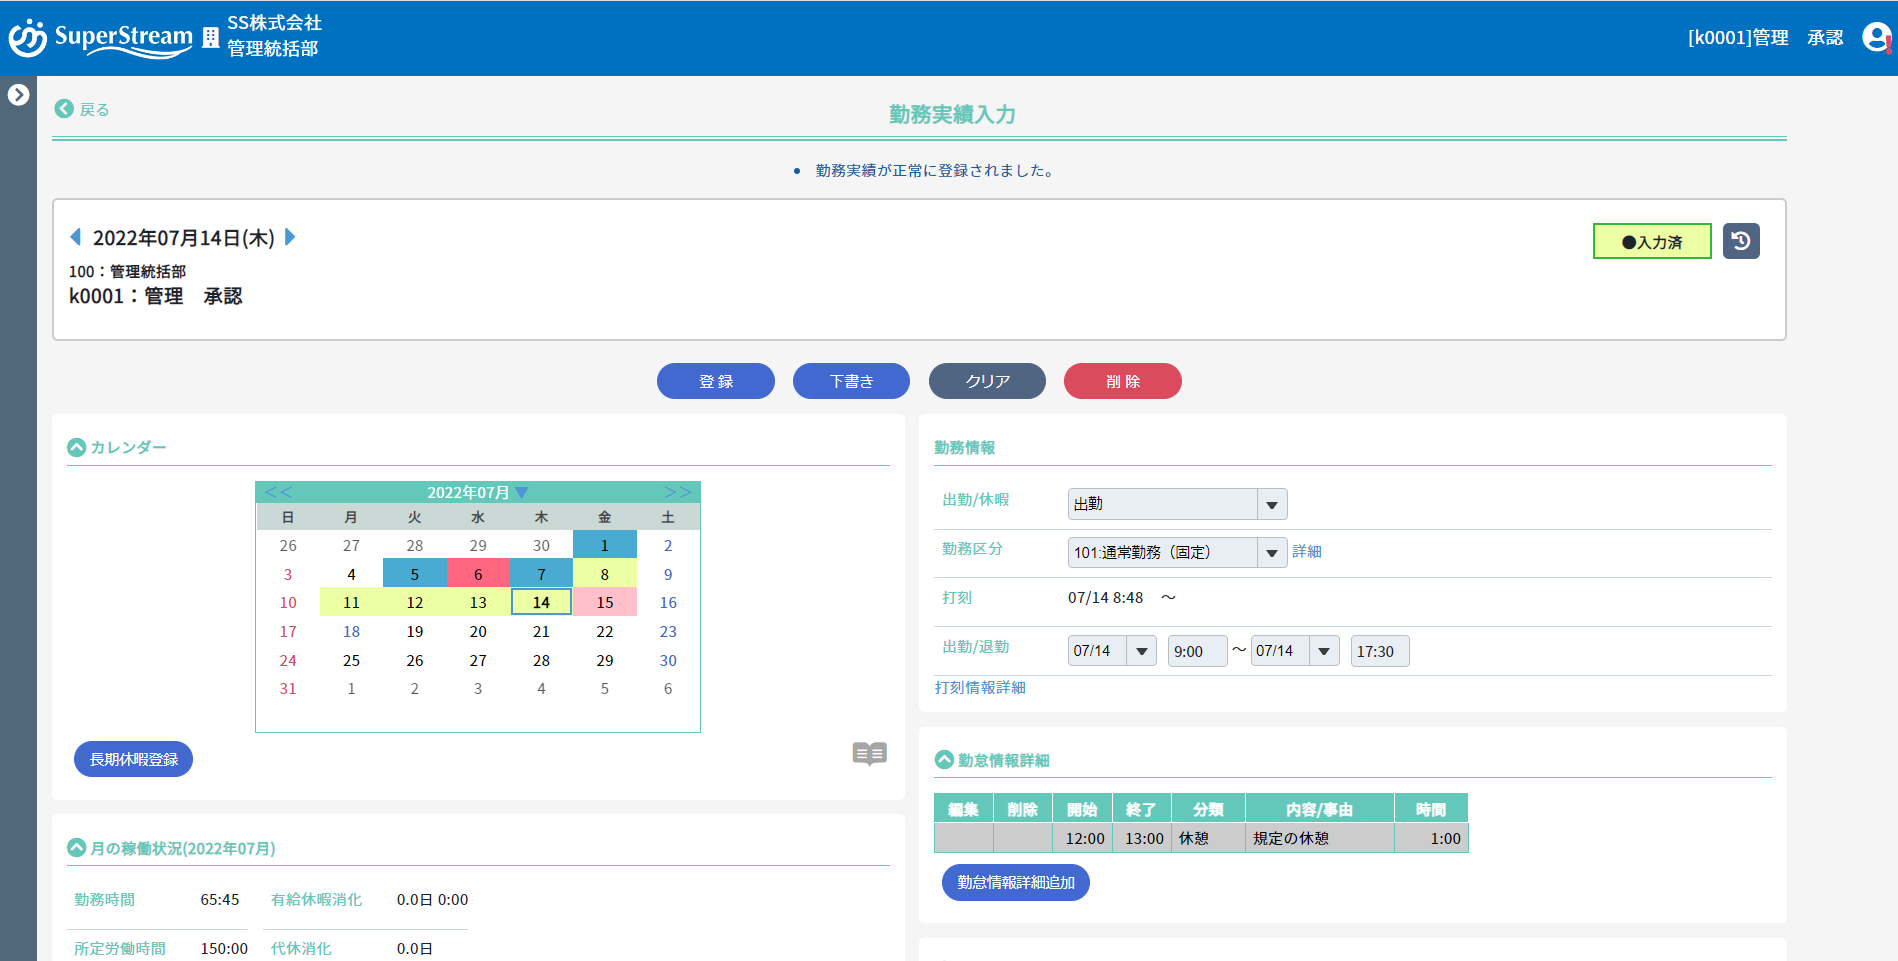 SuperStream
SS株式会社
管理統括部
[k0001]管理　承認
戻る
勤務実績入力
• 勤務実績が正常に登録されました。
2022年07月14日(木)
●入力済
100：管理統括部
k0001：管理　承認
登 録
下書き
クリア
削 除
カレンダー
<< 2022年07月▼ >>
日 月 火 水 木 金 土
26 27 28 29 30 1 2
3 4 5 6 7 8 9
10 11 12 13 14 15 16
17 18 19 20 21 22 23
24 25 26 27 28 29 30
31 1 2 3 4 5 6
長期休暇登録
月の稼働状況(2022年07月)
勤務時間 65:45 有給休暇消化 0.0日 0:00
所定労働時間 150:00 代休消化 0.0日
勤務情報
出勤/休暇 出勤
勤務区分 101:通常勤務（固定） 詳細
打刻 07/14 8:48 ～
出勤/退勤 07/14 9:00 ～ 07/14 17:30
打刻情報詳細
勤怠情報詳細
編集 削除 開始 終了 分類 内容/事由 時間
12:00 13:00 休憩 規定の休憩 1:00
勤怠情報詳細追加